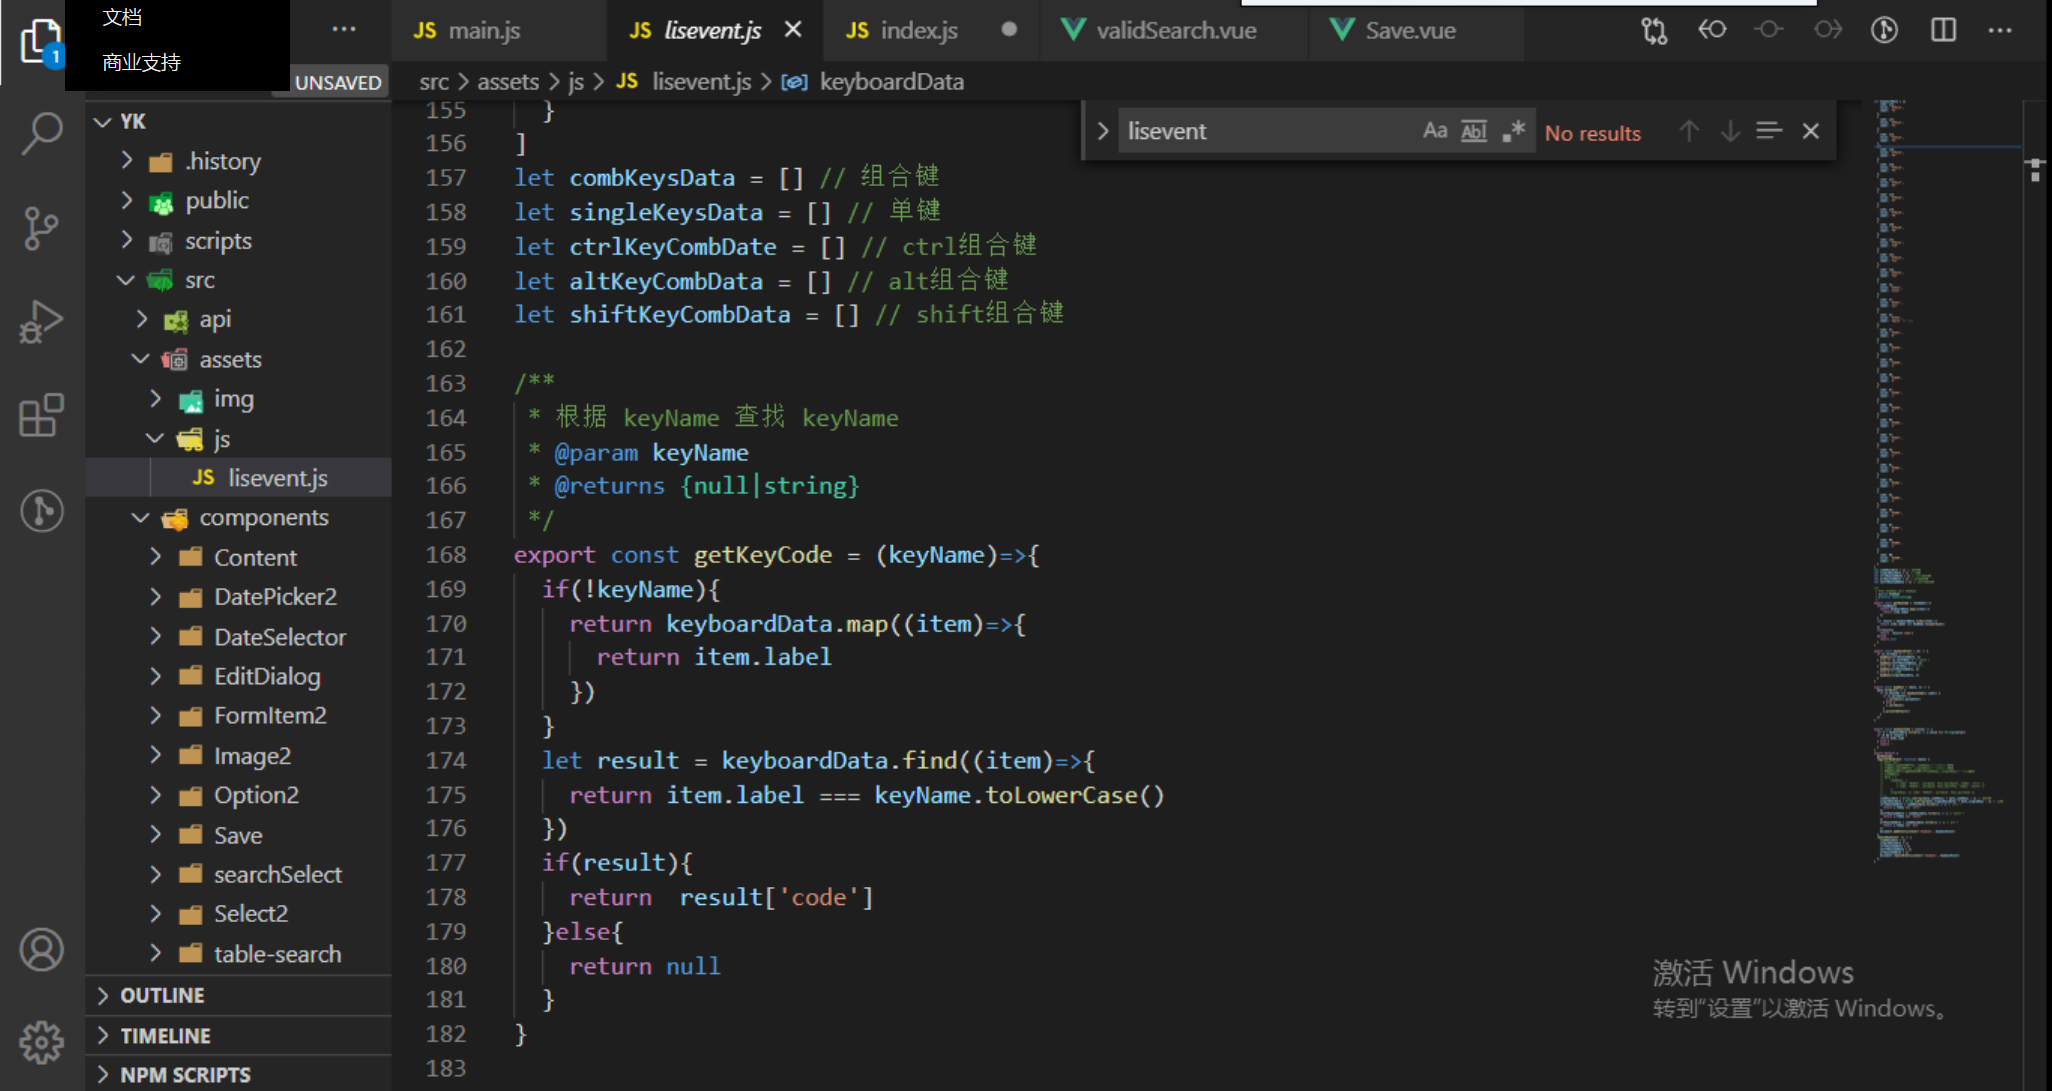 文档
商业支持
UNSAVED
1
YK
.history
public
scripts
src
api
assets
img
js
JS lisevent.js
components
Content
DatePicker2
DateSelector
EditDialog
FormItem2
Image2
Option2
Save
searchSelect
Select2
table-search
OUTLINE
TIMELINE
NPM SCRIPTS
JS main.js
JS lisevent.js
JS index.js
validSearch.vue
Save.vue
src > assets > js > JS lisevent.js > keyboardData
lisevent
Aa Abl .*
No results
155 }
156 ]
157 let combKeysData = [] // 组合键
158 let singleKeysData = [] // 单键
159 let ctrlKeyCombDate = [] // ctrl组合键
160 let altKeyCombData = [] // alt组合键
161 let shiftKeyCombData = [] // shift组合键
162
163 /**
164 * 根据 keyName 查找 keyName
165 * @param keyName
166 * @returns {null|string}
167 */
168 export const getKeyCode = (keyName)=>{
169 if(!keyName){
170 return keyboardData.map((item)=>{
171 return item.label
172 })
173 }
174 let result = keyboardData.find((item)=>{
175 return item.label === keyName.toLowerCase()
176 })
177 if(result){
178 return  result['code']
179 }else{
180 return null
181 }
182 }
183
激活 Windows
转到“设置”以激活 Windows。